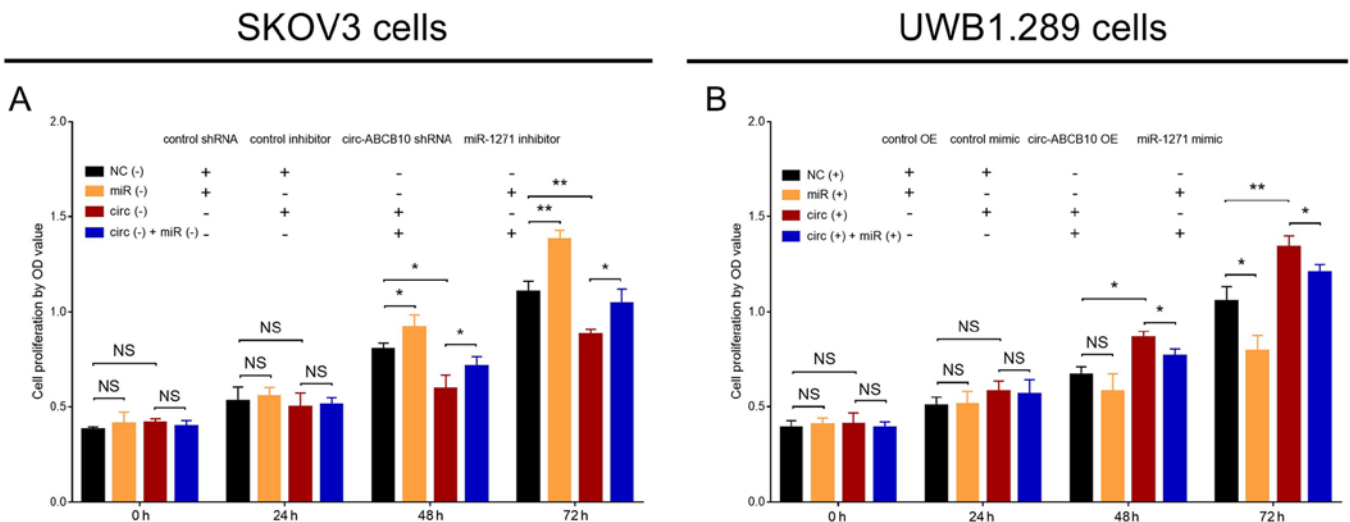 SKOV3 cells
UWB1.289 cells
A
2.0
control shRNA control inhibitor circ-ABCB10 shRNA miR-1271 inhibitor
NC (-) + + - -
miR (-) + - - +
circ (-) - + + -
circ (-) + miR (-) - - + +
Cell proliferation by OD value
1.5
1.0
0.5
0.0
NS
NS
NS
NS
NS
NS
*
*
*
**
**
*
0 h
24 h
48 h
72 h
B
2.0
control OE control mimic circ-ABCB10 OE miR-1271 mimic
NC (+) + + - -
miR (+) + - - +
circ (+) - + + -
circ (+) + miR (+) - - + +
Cell proliferation by OD value
1.5
1.0
0.5
0.0
NS
NS
NS
NS
NS
NS
*
NS
*
**
*
*
0 h
24 h
48 h
72 h